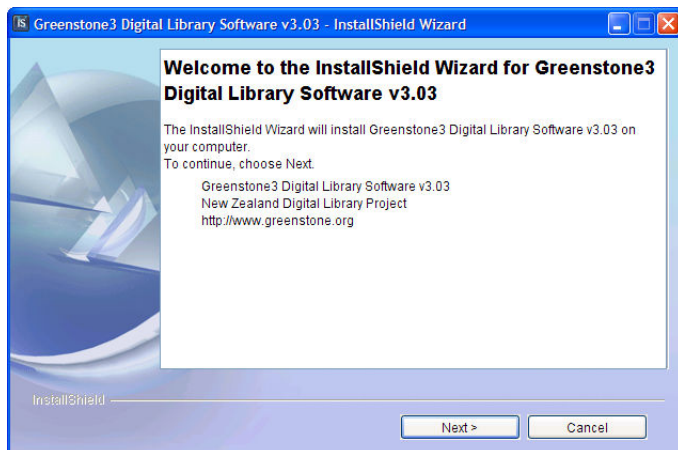 Greenstone3 Digital Library Software v3.03 - InstallShield Wizard
Welcome to the InstallShield Wizard for Greenstone3
Digital Library Software v3.03
The InstallShield Wizard will install Greenstone3 Digital Library Software v3.03 on
your computer.
To continue, choose Next.
Greenstone3 Digital Library Software v3.03
New Zealand Digital Library Project
http://www.greenstone.org
InstallShield
Next >
Cancel